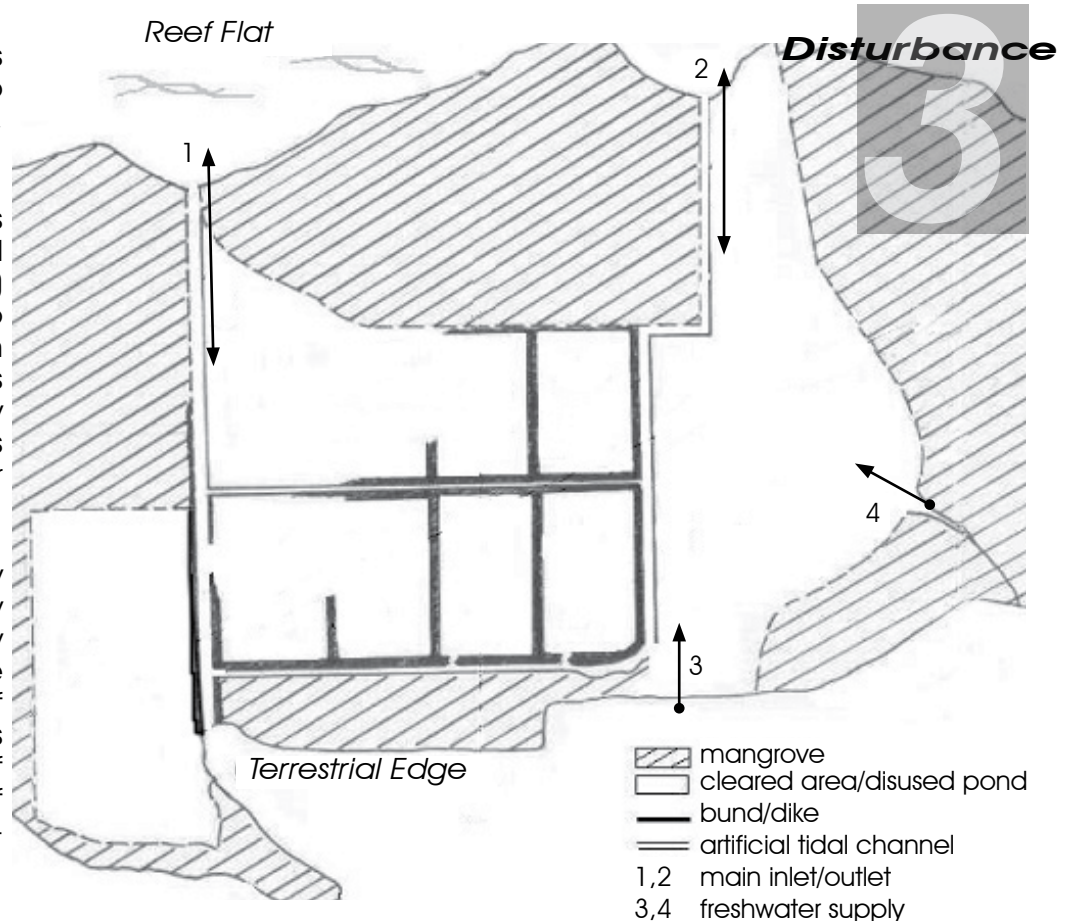 Reef Flat
Disturbance
3
2
1
4
3
Terrestrial Edge
mangrove
cleared area/disused pond
bund/dike
artificial tidal channel
1,2 main inlet/outlet
3,4 freshwater supply